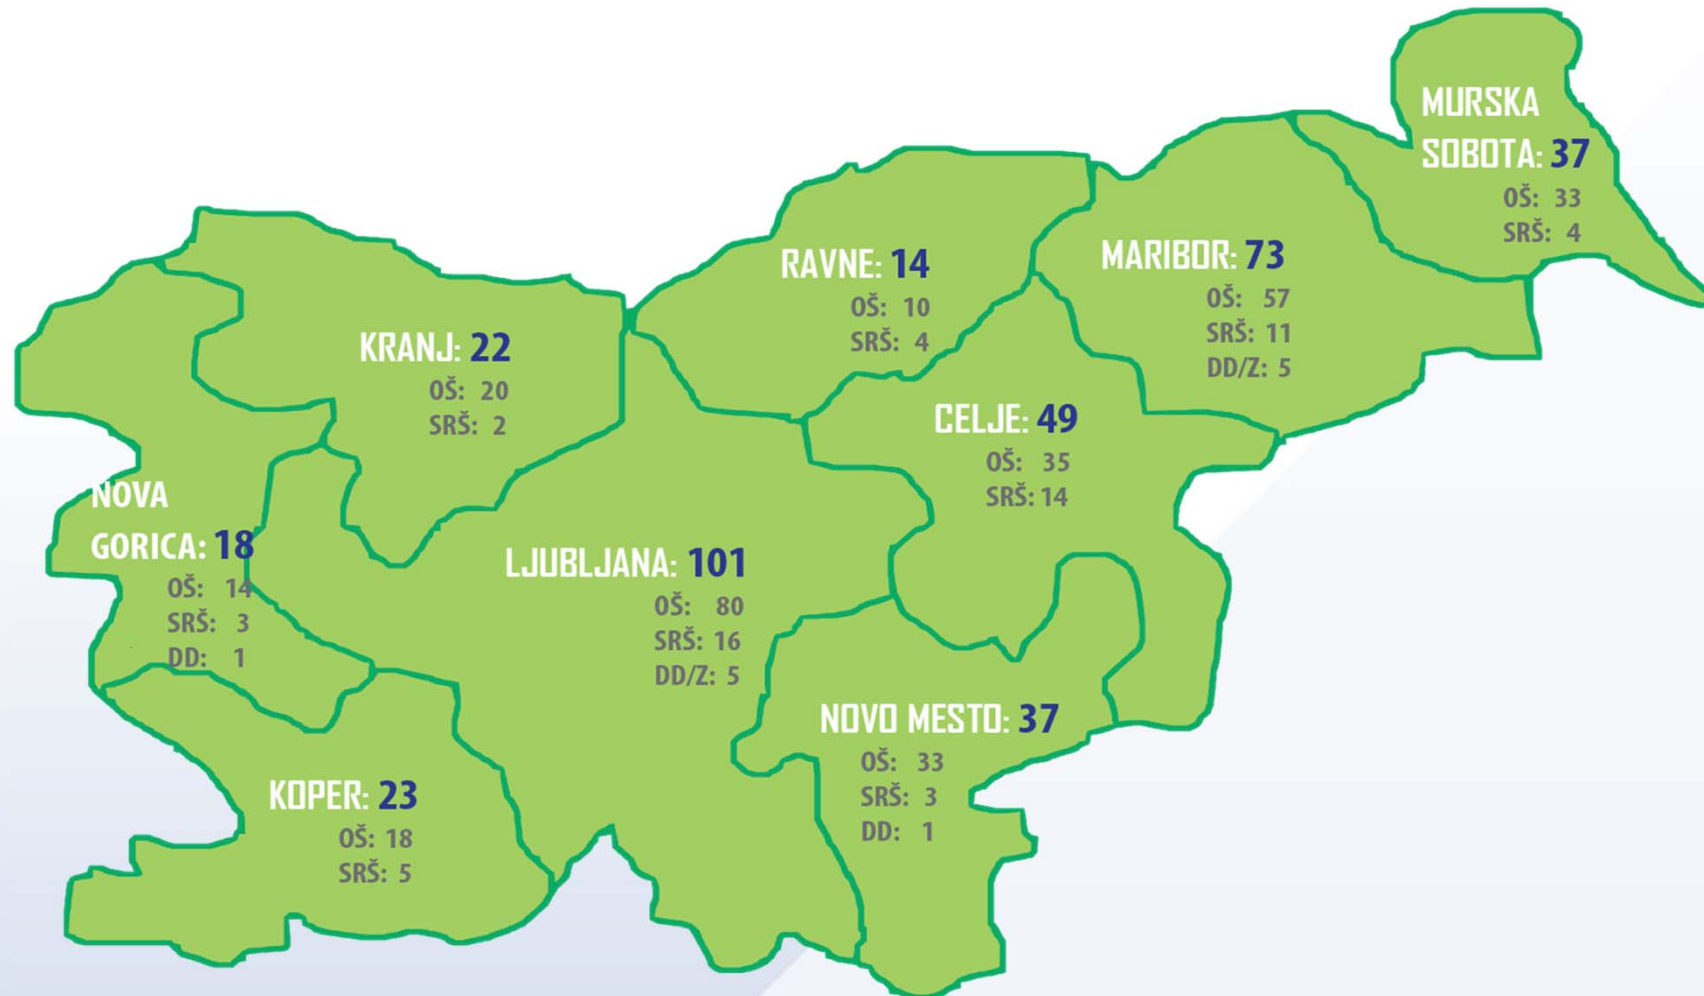 MURSKA
SOBOTA: 37
OŠ: 33
SRŠ: 4
RAVNE: 14
OŠ: 10
SRŠ: 4
MARIBOR: 73
OŠ: 57
SRŠ: 11
DD/Z: 5
KRANJ: 22
OŠ: 20
SRŠ: 2
CELJE: 49
OŠ: 35
SRŠ: 14
NOVA
GORICA: 18
OŠ: 14
SRŠ: 3
DD: 1
LJUBLJANA: 101
OŠ: 80
SRŠ: 16
DD/Z: 5
NOVO MESTO: 37
OŠ: 33
SRŠ: 3
DD: 1
KOPER: 23
OŠ: 18
SRŠ: 5